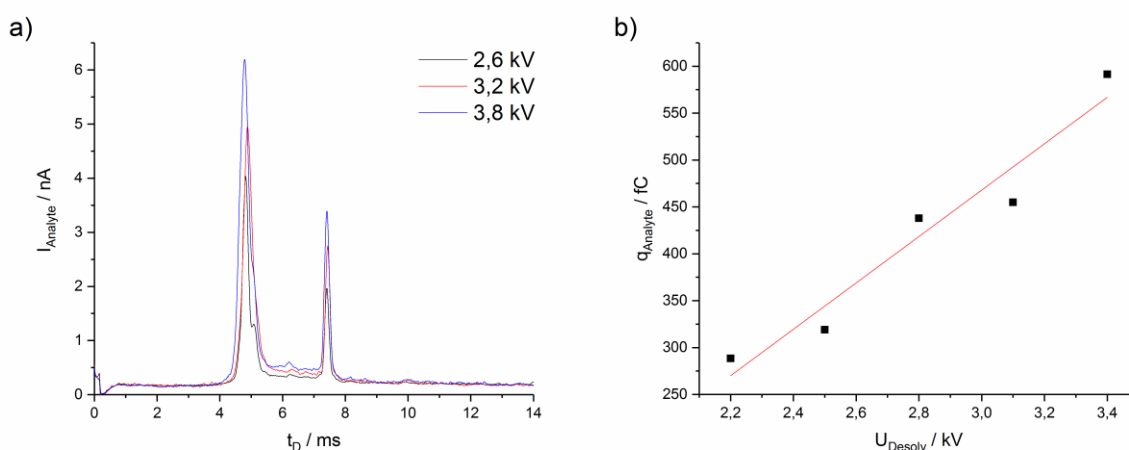 a)
I_Analyte / nA
6
5
4
3
2
1
0
2,6 kV
3,2 kV
3,8 kV
0 2 4 6 8 10 12 14
t_D / ms
b)
q_Analyte / fC
600
550
500
450
400
350
300
250
2,2 2,4 2,6 2,8 3,0 3,2 3,4
U_Desolv / kV